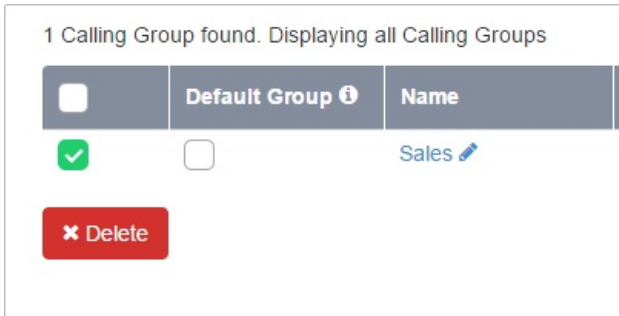 1 Calling Group found. Displaying all Calling Groups
Default Group Name
Sales
Delete